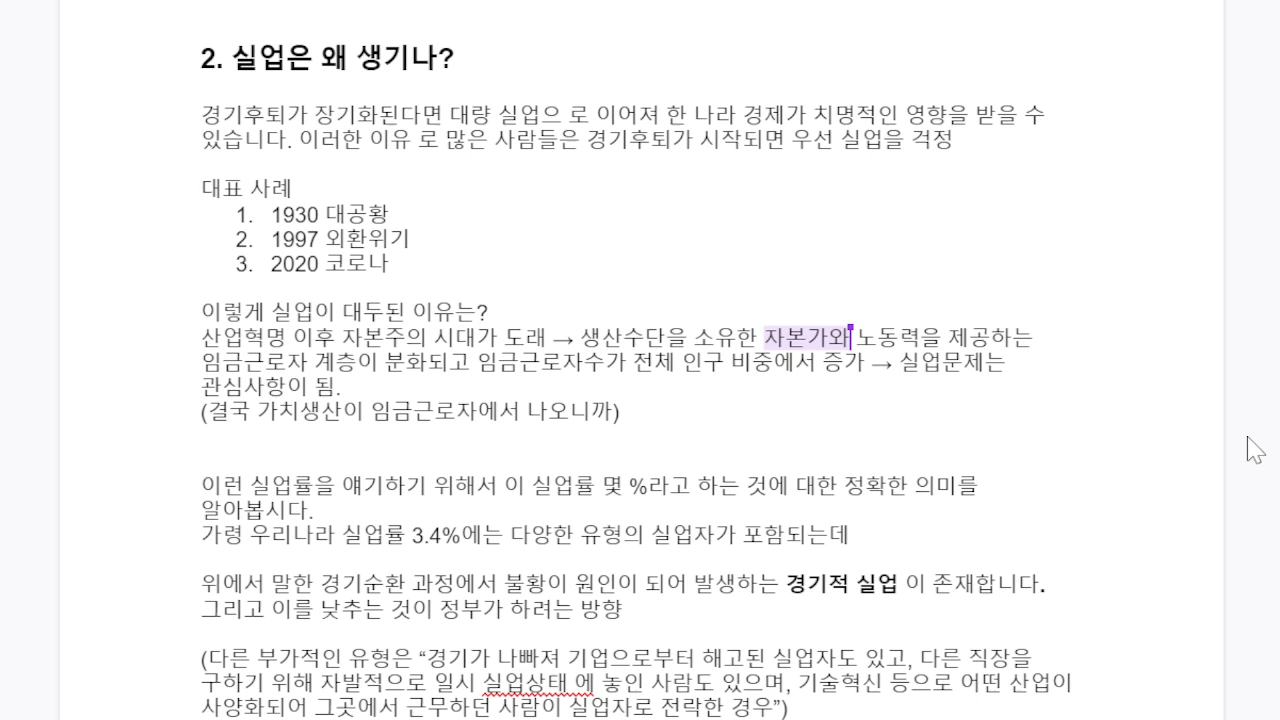 2. 실업은 왜 생기나?
경기후퇴가 장기화된다면 대량 실업으 로 이어져 한 나라 경제가 치명적인 영향을 받을 수
있습니다. 이러한 이유 로 많은 사람들은 경기후퇴가 시작되면 우선 실업을 걱정
대표 사례
1. 1930 대공황
2. 1997 외환위기
3. 2020 코로나
이렇게 실업이 대두된 이유는?
산업혁명 이후 자본주의 시대가 도래 → 생산수단을 소유한 자본가와 노동력을 제공하는
임금근로자 계층이 분화되고 임금근로자수가 전체 인구 비중에서 증가 → 실업문제는
관심사항이 됨.
(결국 가치생산이 임금근로자에서 나오니까)
이런 실업률을 얘기하기 위해서 이 실업률 몇 %라고 하는 것에 대한 정확한 의미를
알아봅시다.
가령 우리나라 실업률 3.4%에는 다양한 유형의 실업자가 포함되는데
위에서 말한 경기순환 과정에서 불황이 원인이 되어 발생하는 경기적 실업 이 존재합니다.
그리고 이를 낮추는 것이 정부가 하려는 방향
(다른 부가적인 유형은 “경기가 나빠져 기업으로부터 해고된 실업자도 있고, 다른 직장을
구하기 위해 자발적으로 일시 실업상태 에 놓인 사람도 있으며, 기술혁신 등으로 어떤 산업이
사양화되어 그곳에서 근무하던 사람이 실업자로 전락한 경우”)